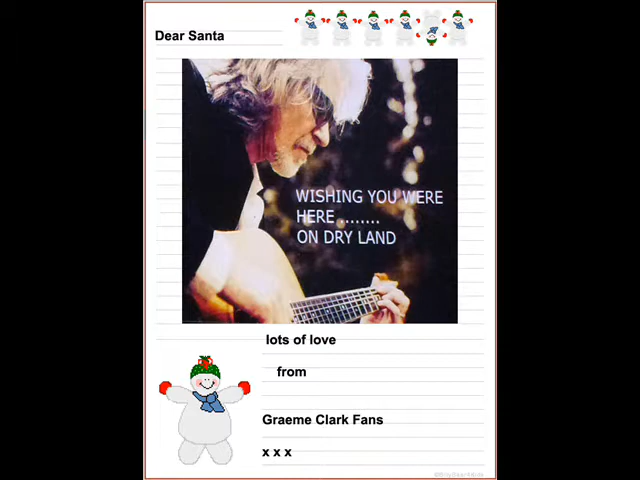 Dear Santa
WISHING YOU WERE
HERE ........
ON DRY LAND
lots of love
from
Graeme Clark Fans
x x x